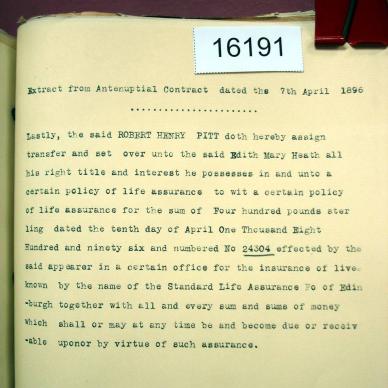 16191
Extract from Antenuptial Contract dated ths 7th April 1896
......................
Lastly, the said ROBERT HENRY PITT doth hereby assign
transfer and set over unto the said Edith Mary Heath all
his right title and interest he possesses in and unto a
certain policy of life assurance to wit a certain policy
of life assurance for the sum of Four hundred pounds ster
ling dated the tenth day of April One Thousand Eight
Hundred and ninety six and numbered No 24304 effected by the
said appearer in a certain office for the insurance of lives
known by the name of the Standard Life Assurance Fo of Edin
-burgh together with all and every sum and sums of money
which shall or may at any time be and become due or receiv
-able uponor by virtue of such assurance.